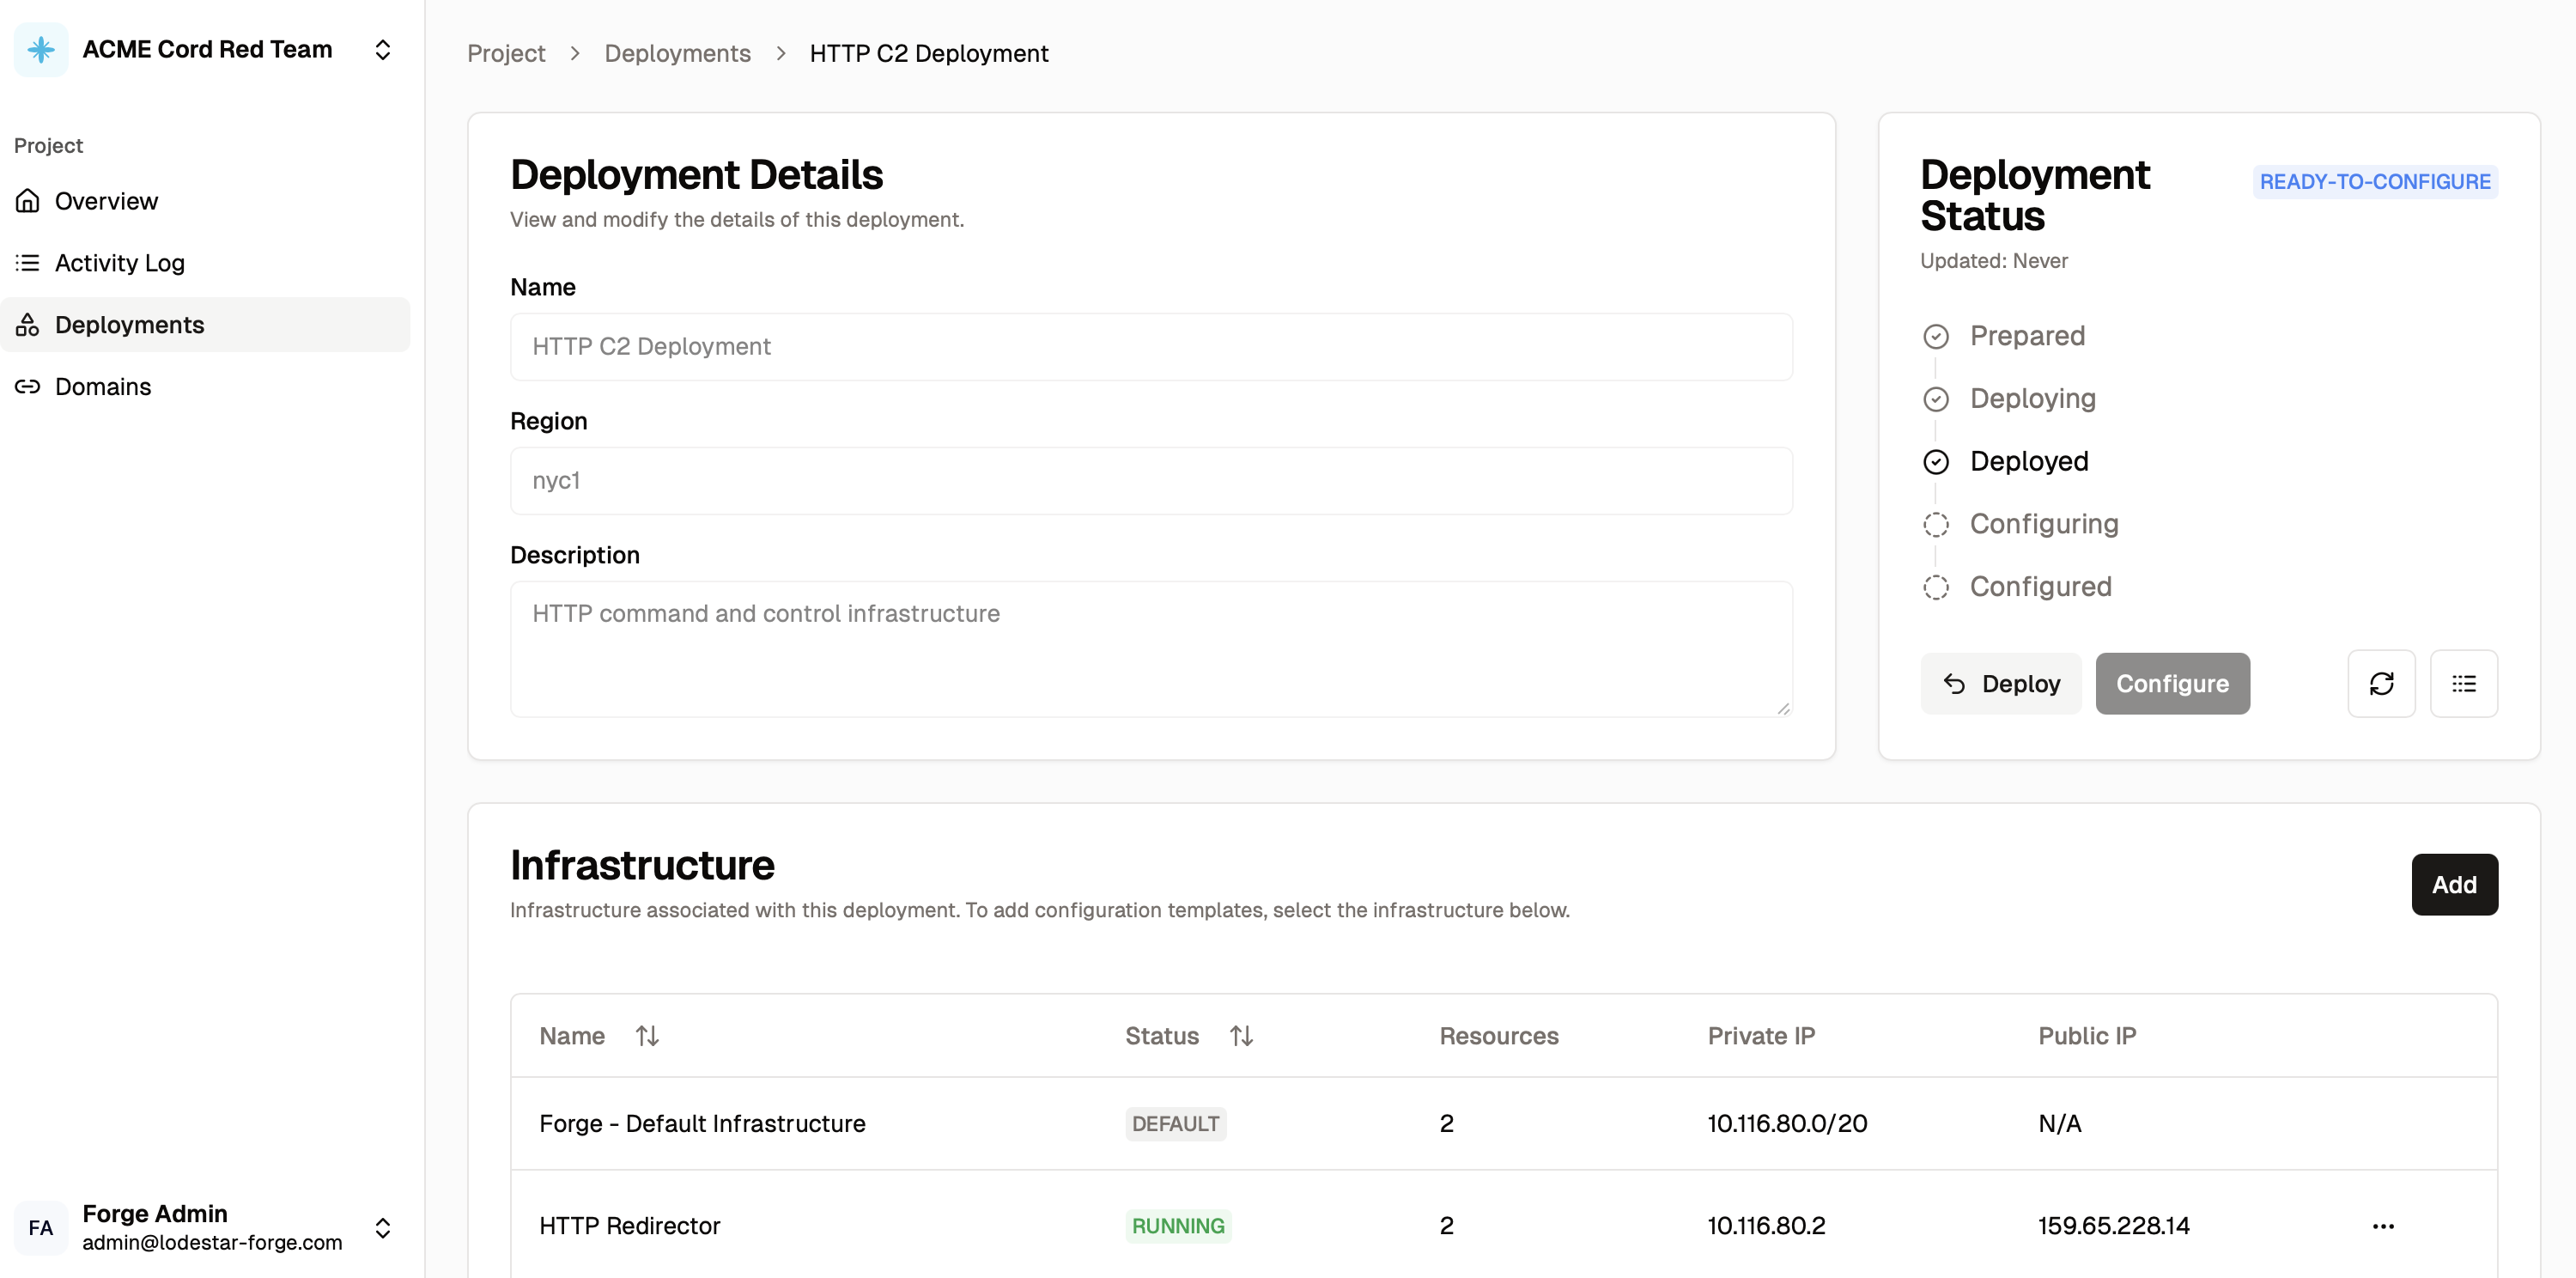 ACME Cord Red Team
Project
Overview
Activity Log
Deployments
Domains
FA
Forge Admin
admin@lodestar-forge.com
Project > Deployments > HTTP C2 Deployment
Deployment Details
View and modify the details of this deployment.
Name
HTTP C2 Deployment
Region
nyc1
Description
HTTP command and control infrastructure
Deployment
Status
READY-TO-CONFIGURE
Updated: Never
Prepared
Deploying
Deployed
Configuring
Configured
Deploy Configure
Infrastructure
Infrastructure associated with this deployment. To add configuration templates, select the infrastructure below.
Add
Name Status Resources Private IP Public IP
Forge - Default Infrastructure DEFAULT 2 10.116.80.0/20 N/A
HTTP Redirector RUNNING 2 10.116.80.2 159.65.228.14